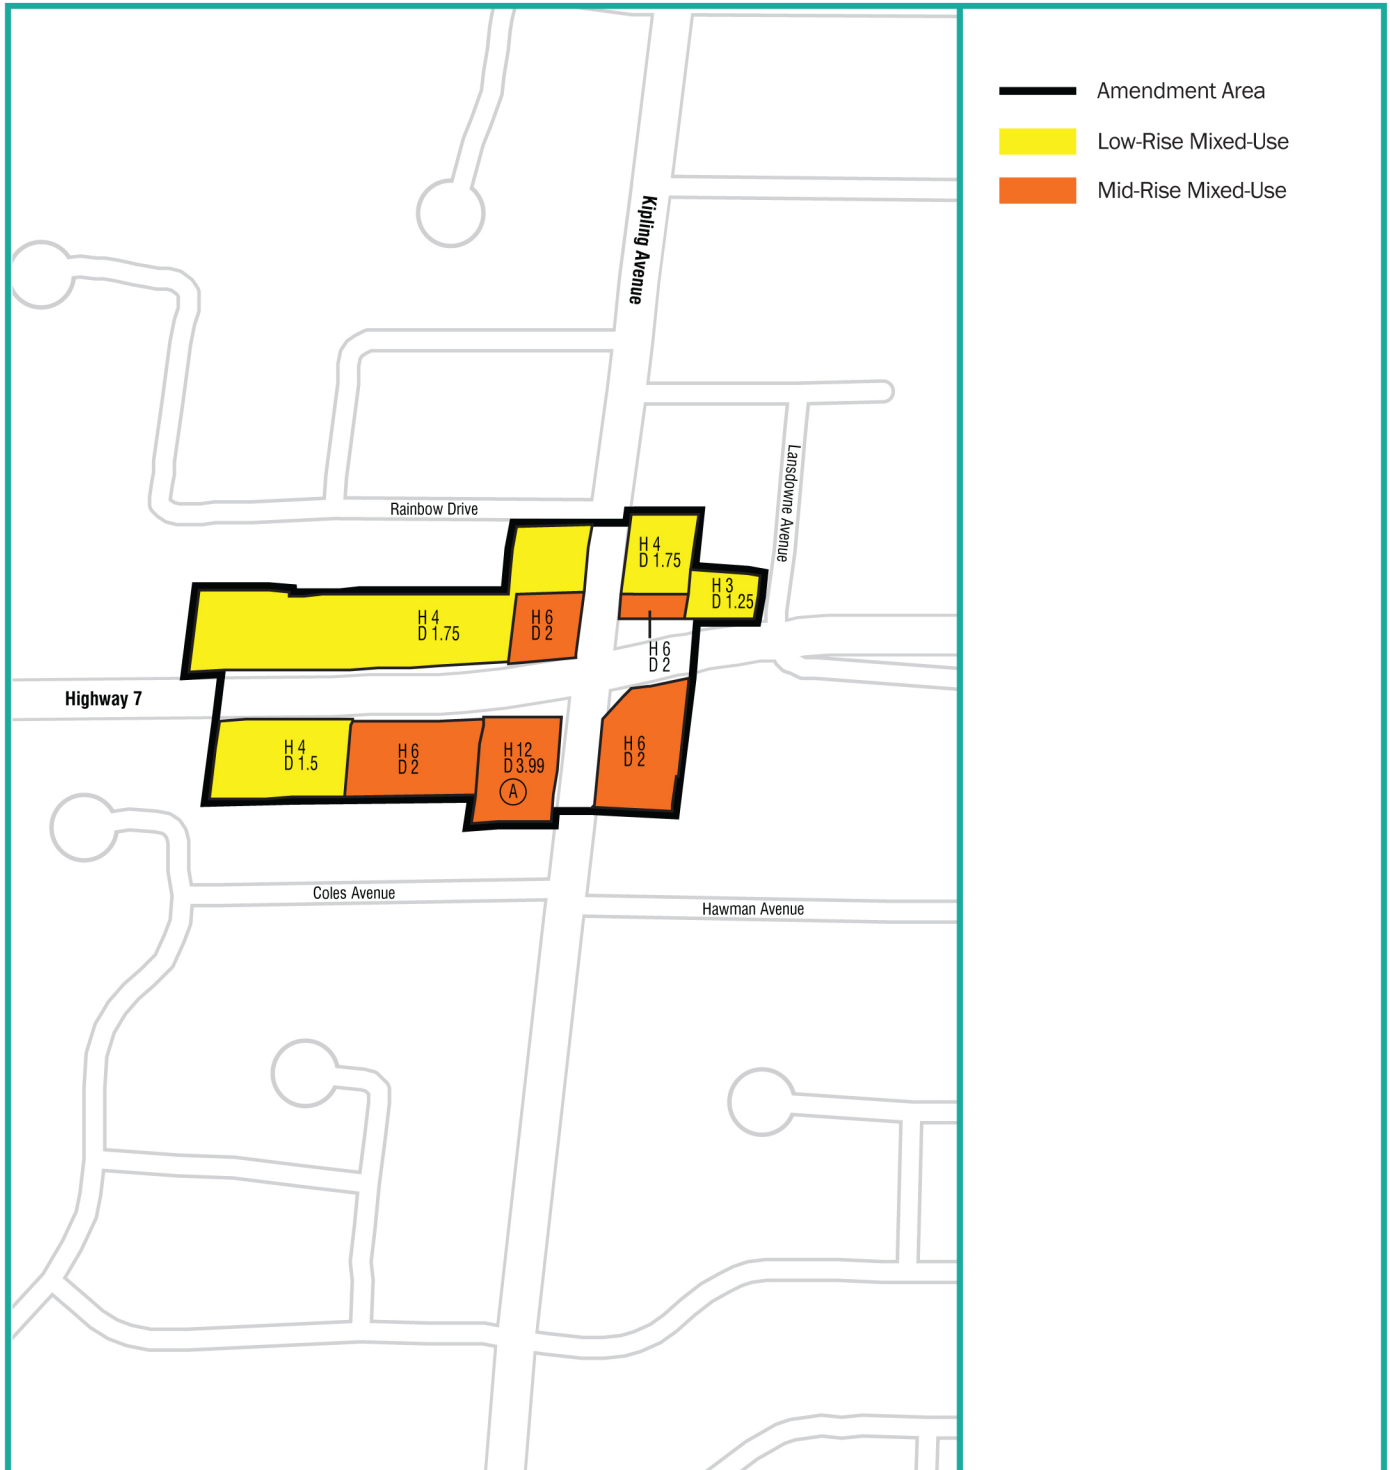 Amendment Area
Low-Rise Mixed-Use
Mid-Rise Mixed-Use
Kipling Avenue
Lansdowne Avenue
Rainbow Drive
H 4
D 1.75
H 3
D 1.25
H 4
D 1.75
H 6
D 2
H 6
D 2
Highway 7
H 4
D 1.5
H 6
D 2
H 12
D 3.99
A
H 6
D 2
Coles Avenue
Hawman Avenue